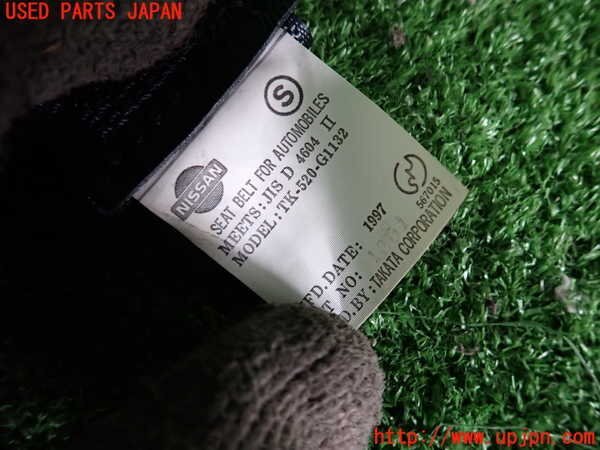 USED PARTS JAPAN
S
NISSAN
SEAT BELT FOR AUTOMOBILES
MEETS:JIS D 4604 II
MODEL:TK-520-G1132
567015
FD.DATE: 1997
T NO:
D.BY:TAKATA CORPORATION
http://www.upjpn.com/